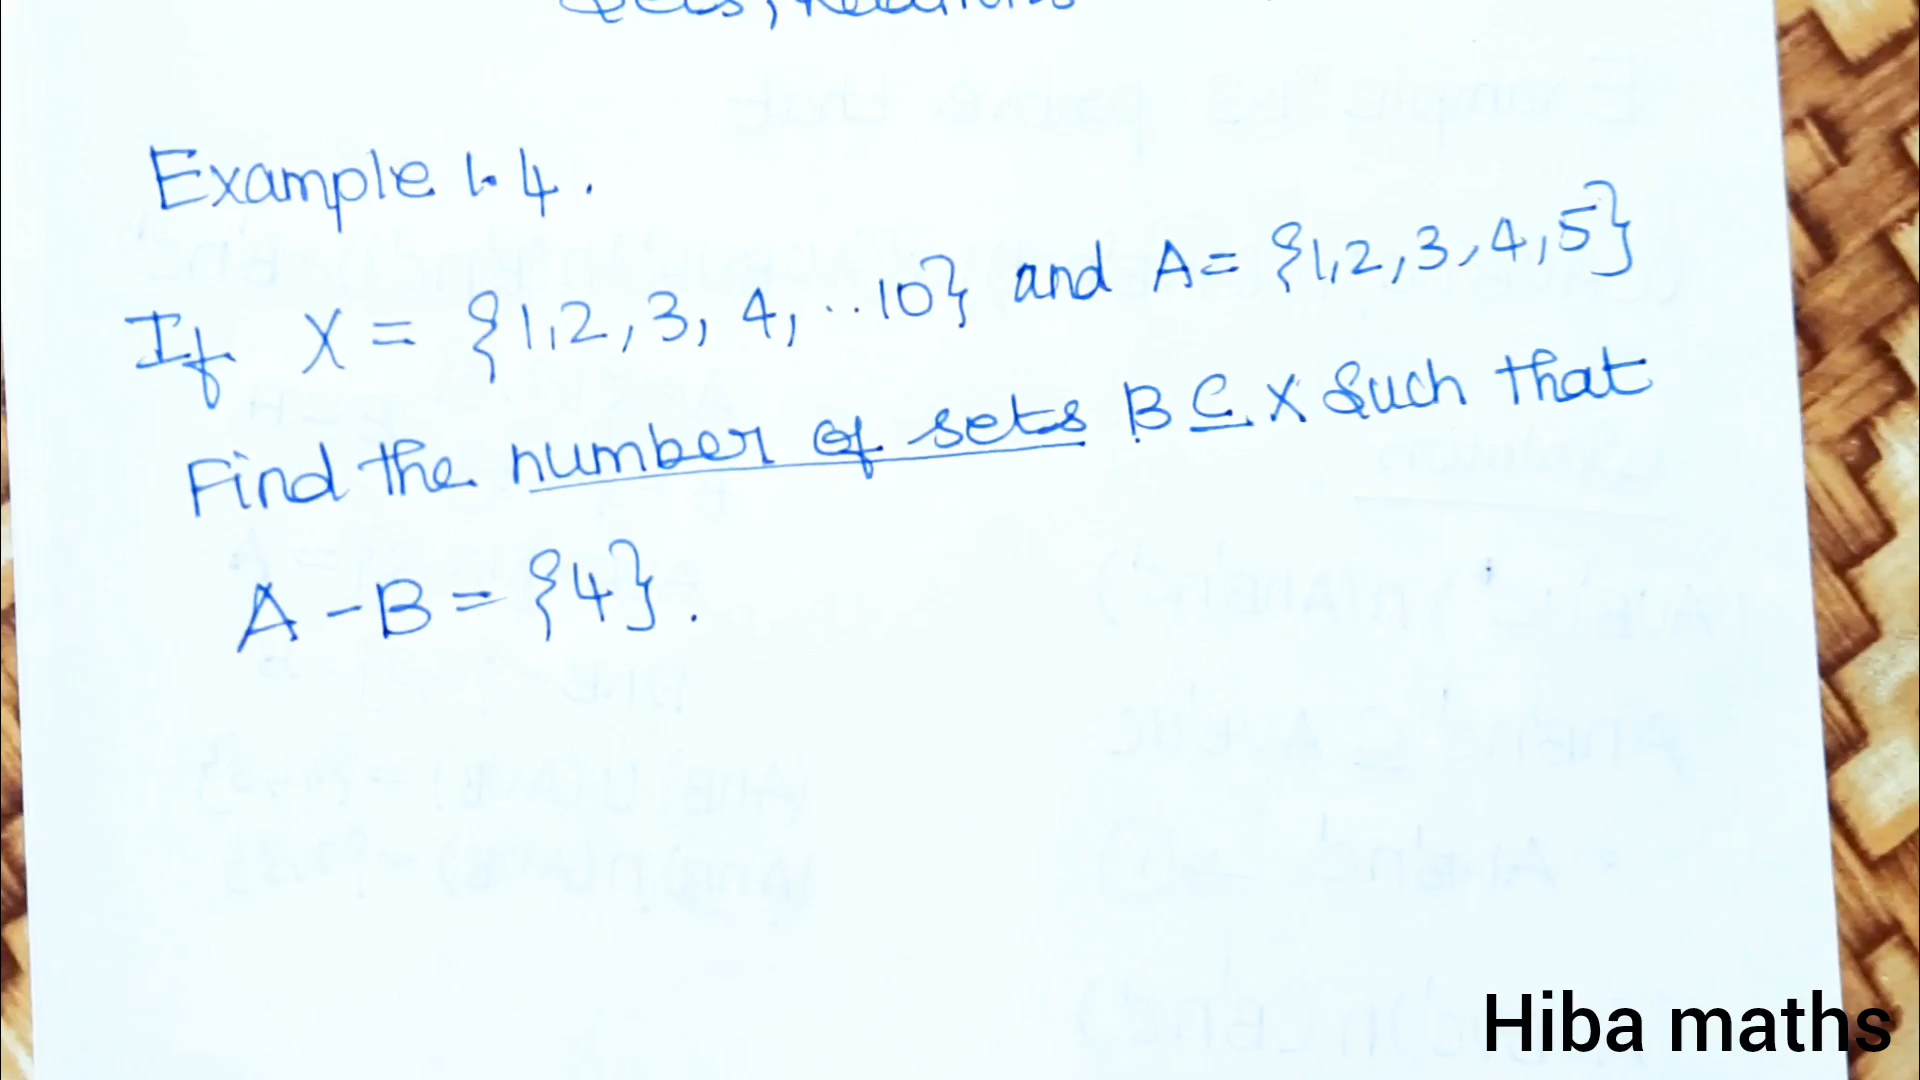 Example 1.4.
If X = {1,2,3,4,..10} and A = {1,2,3,4,5}
Find the number of sets B ⊆ X such that
A - B = {4}.
Hiba maths